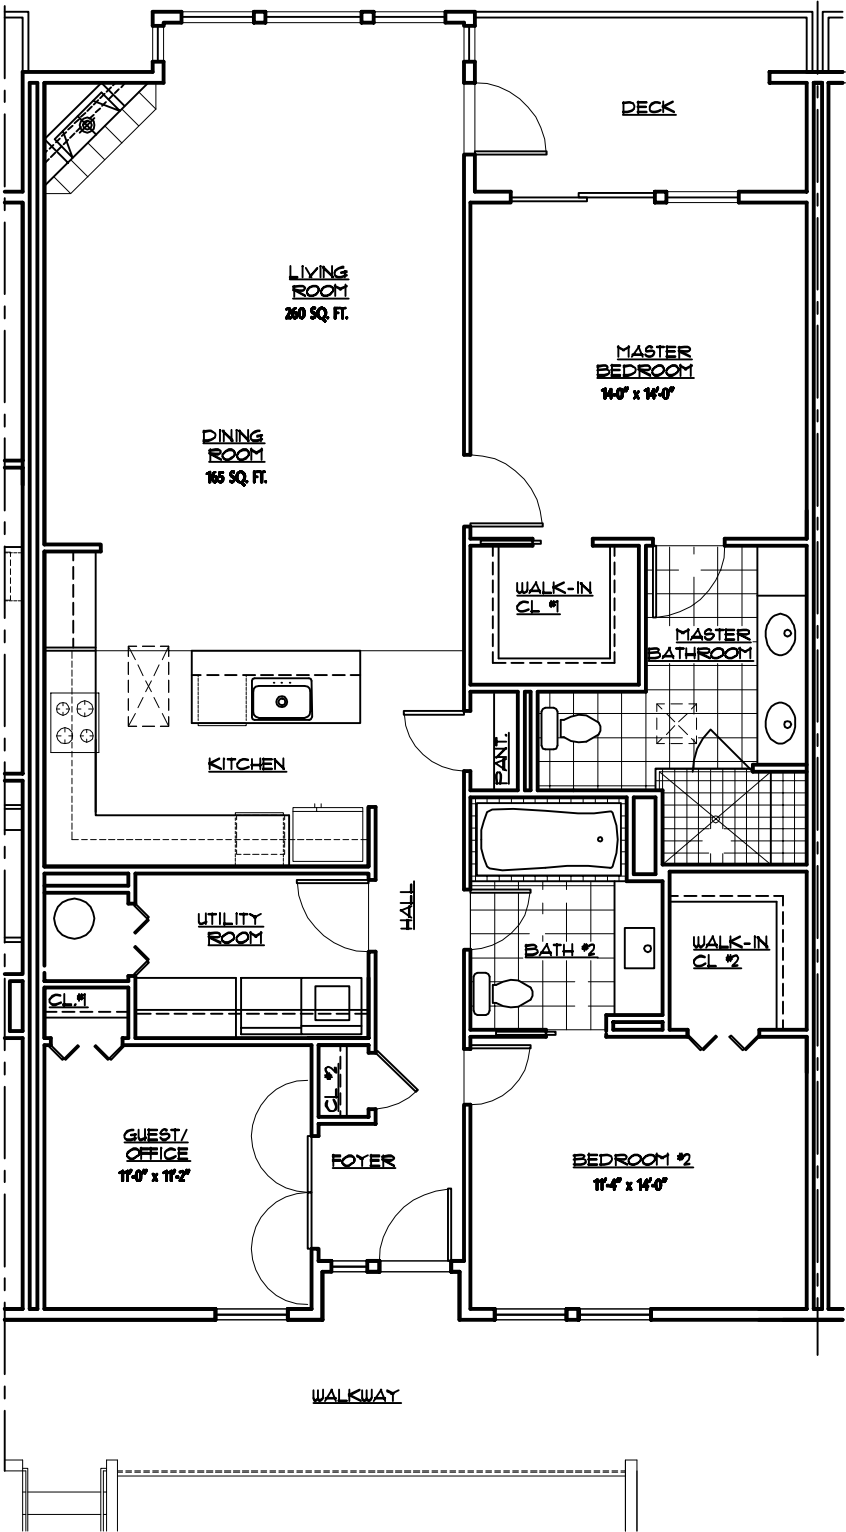 DECK
LIVING
ROOM
260 SQ. FT.
MASTER
BEDROOM
14-0" x 14'-0"
DINING
ROOM
165 SQ. FT.
WALK-IN
CL #1
MASTER
BATHROOM
PANT.
KITCHEN
HALL
UTILITY
ROOM
BATH #2
WALK-IN
CL #2
CL.#1
CL #2
GUEST/
OFFICE
11'-0" x 11'-2"
FOYER
BEDROOM #2
11'-4" x 14'-0"
WALKWAY